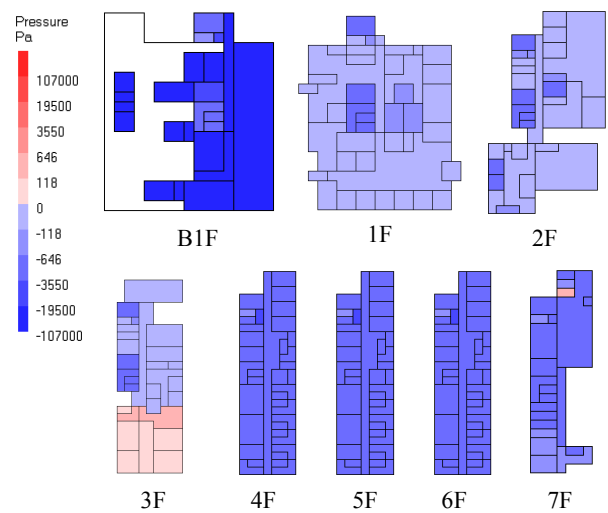 Pressure
Pa
107000
19500
3550
646
118
0
-118
-646
-3550
-19500
-107000
B1F
1F
2F
3F
4F
5F
6F
7F